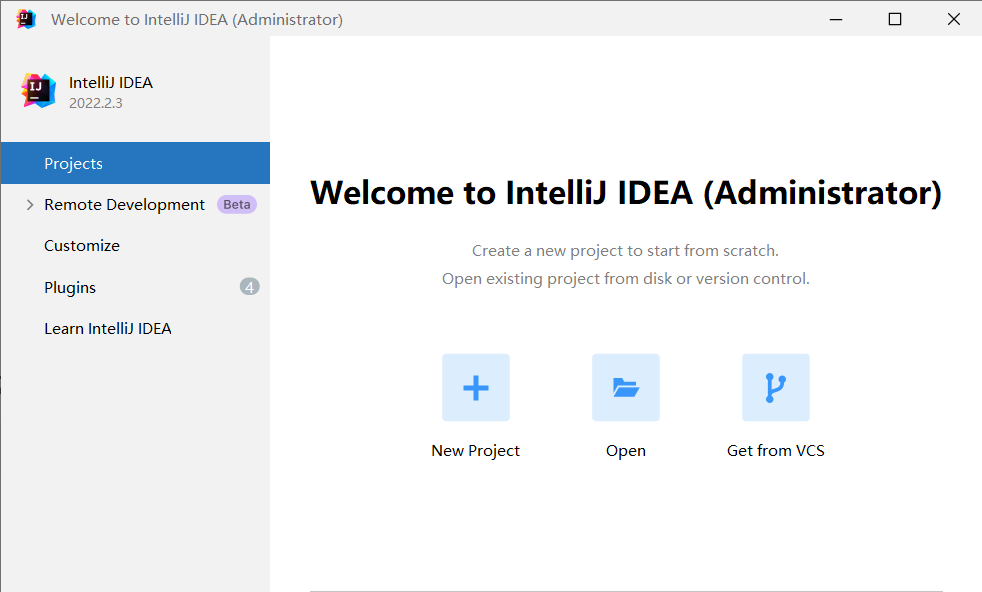 Welcome to IntelliJ IDEA (Administrator)
IJ
IntelliJ IDEA
2022.2.3
Projects
Remote Development Beta
Customize
Plugins 4
Learn IntelliJ IDEA
Welcome to IntelliJ IDEA (Administrator)
Create a new project to start from scratch.
Open existing project from disk or version control.
New Project Open Get from VCS